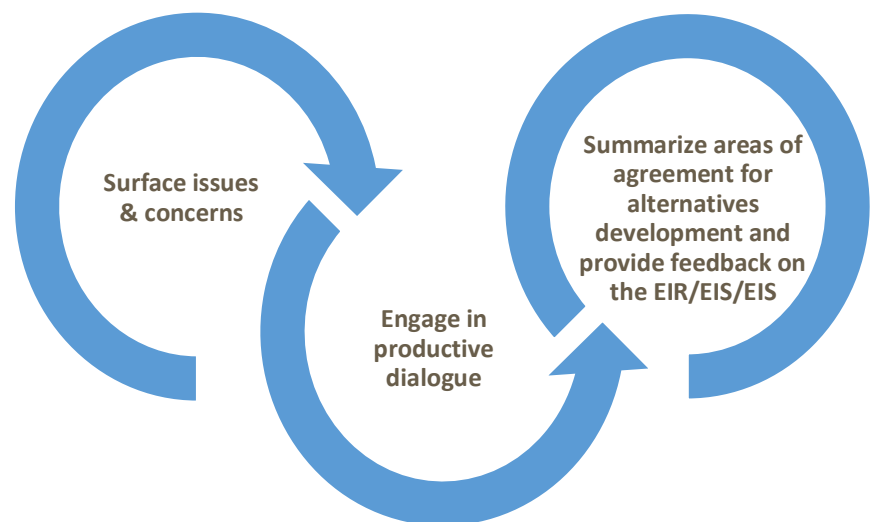 Surface issues
& concerns
Engage in
productive
dialogue
Summarize areas of
agreement for
alternatives
development and
provide feedback on
the EIR/EIS/EIS